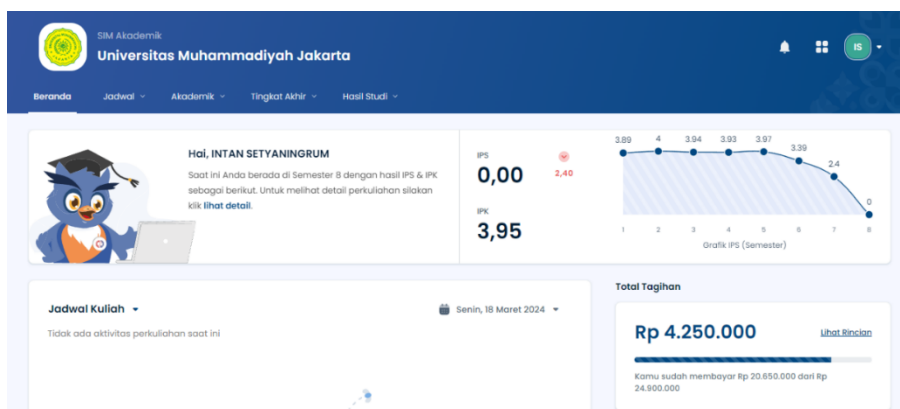 SIM Akademik
Universitas Muhammadiyah Jakarta
IS
Beranda
Jadwal
Akademik
Tingkat Akhir
Hasil Studi
Hai, INTAN SETYANINGRUM
Saat ini Anda berada di Semester 8 dengan hasil IPS & IPK
sebagai berikut. Untuk melihat detail perkuliahan silakan
klik lihat detail.
IPS
0,00
2,40
IPK
3,95
3.89 4 3.94 3.93 3.97 3.39 2.4 0
1 2 3 4 5 6 7 8
Grafik IPS (Semester)
Jadwal Kuliah
Senin, 18 Maret 2024
Tidak ada aktivitas perkuliahan saat ini
Total Tagihan
Rp 4.250.000
Lihat Rincian
Kamu sudah membayar Rp 20.650.000 dari Rp
24.900.000